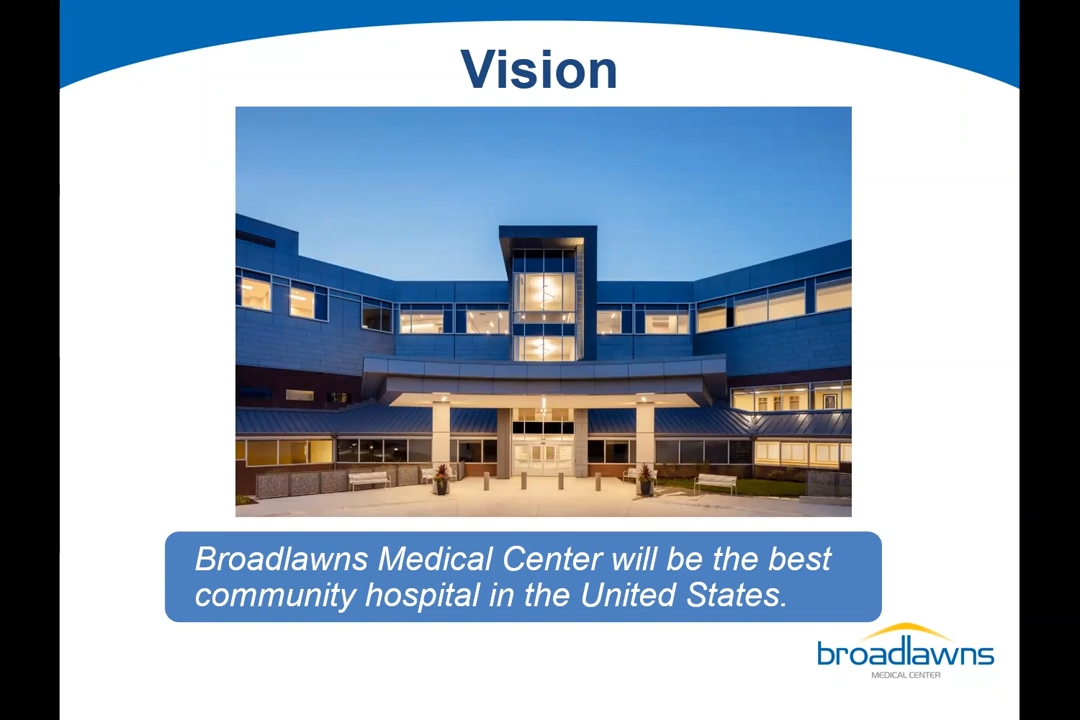 Vision
Broadlawns Medical Center will be the best
community hospital in the United States.
broadlawns
MEDICAL CENTER